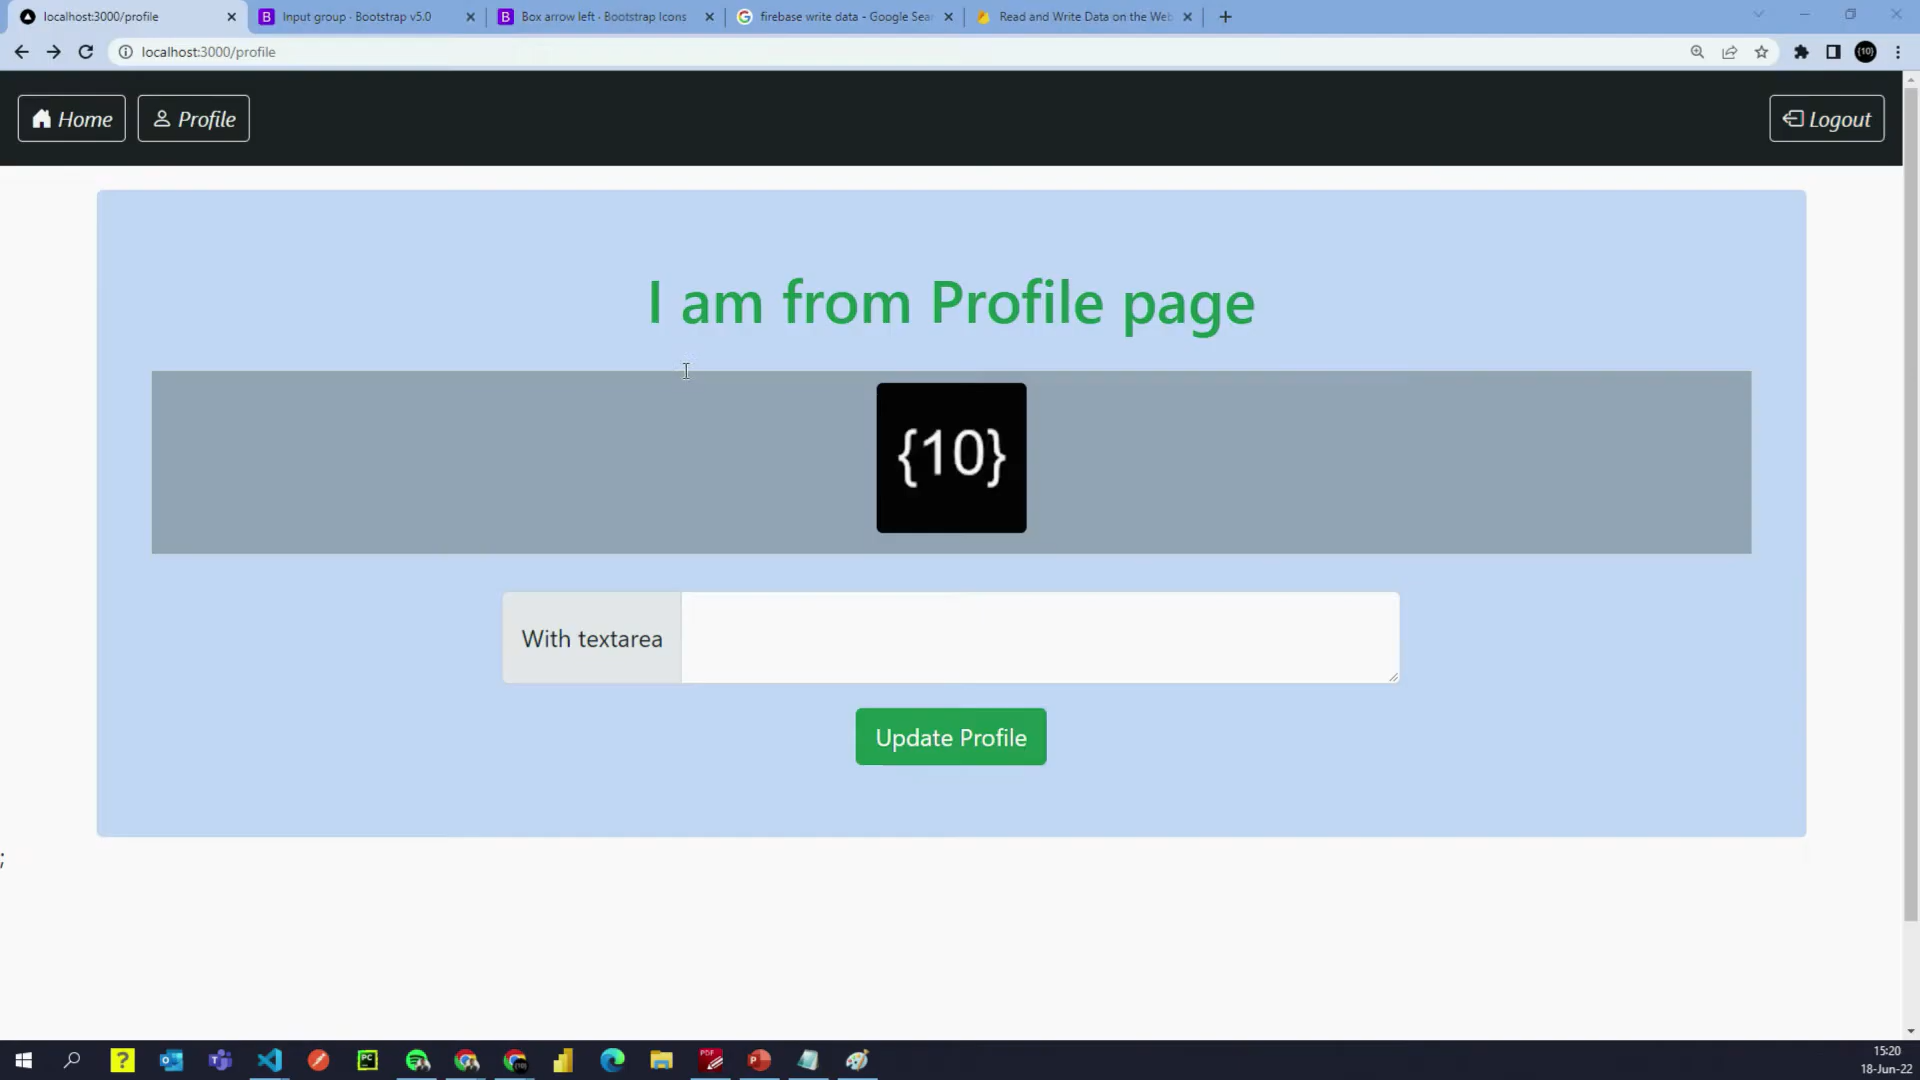 localhost:3000/profile
Input group · Bootstrap v5.0
Box arrow left · Bootstrap Icons
firebase write data - Google Sear
Read and Write Data on the Web
localhost:3000/profile
{10}
Home
Profile
Logout
I am from Profile page
{10}
With textarea
Update Profile
;
15:20
18-Jun-22